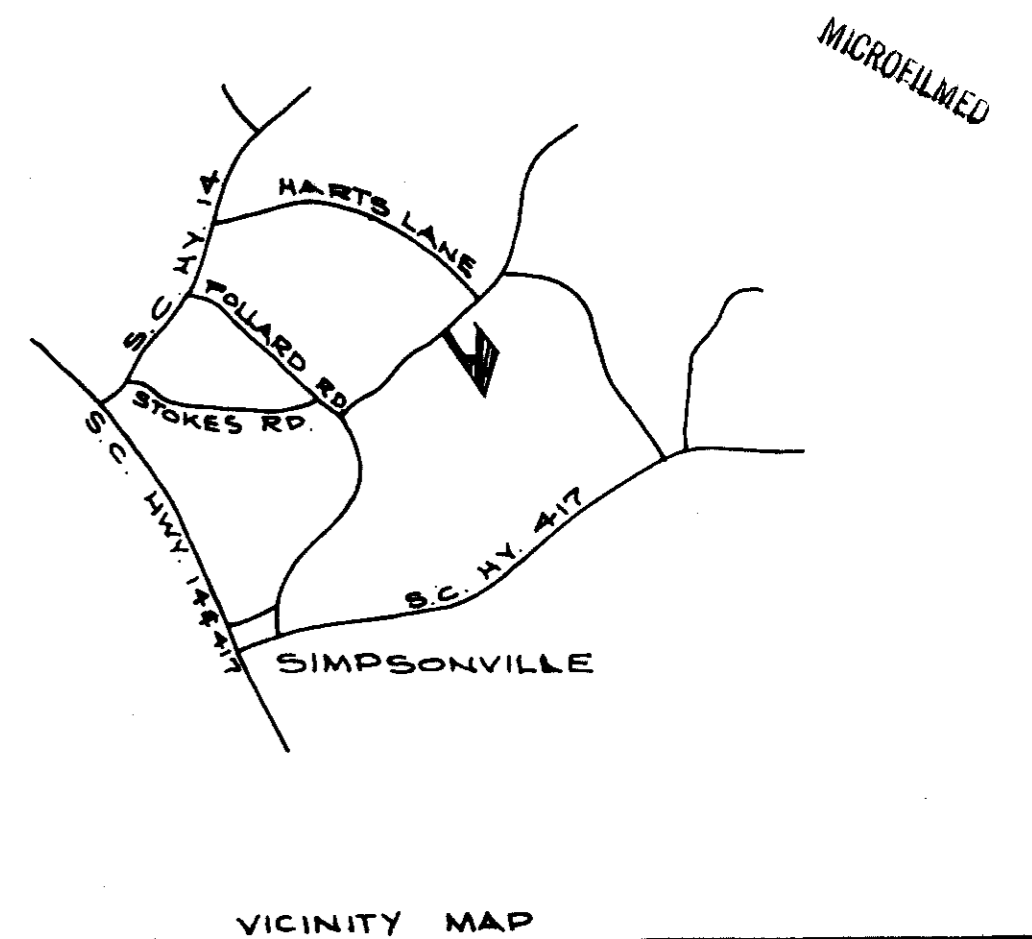 MICROFILMED
HARTS LANE
S.C. HY. 14
POLLARD RD.
STOKES RD.
S.C. HWY. 14 & 417
S.C. HY. 417
SIMPSONVILLE
VICINITY MAP